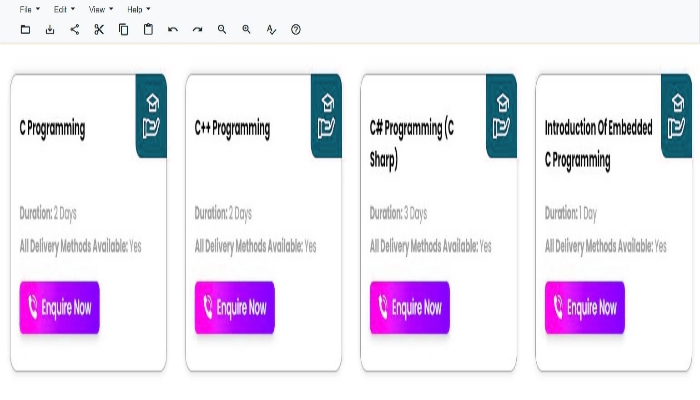 File Edit View Help
C Programming
Duration: 2 Days
All Delivery Methods Available: Yes
Enquire Now
C++ Programming
Duration: 2 Days
All Delivery Methods Available: Yes
Enquire Now
C# Programming (C
Sharp)
Duration: 3 Days
All Delivery Methods Available: Yes
Enquire Now
Introduction Of Embedded
C Programming
Duration: 1 Day
All Delivery Methods Available: Yes
Enquire Now